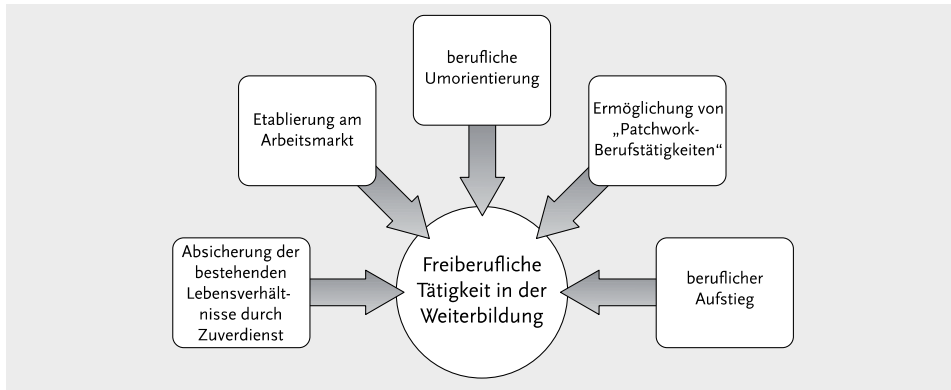 berufliche
Umorientierung
Etablierung am
Arbeitsmarkt
Ermöglichung von
„Patchwork-
Berufstätigkeiten“
Absicherung der
bestehenden
Lebensverhält-
nisse durch
Zuverdienst
Freiberufliche
Tätigkeit in der
Weiterbildung
beruflicher
Aufstieg